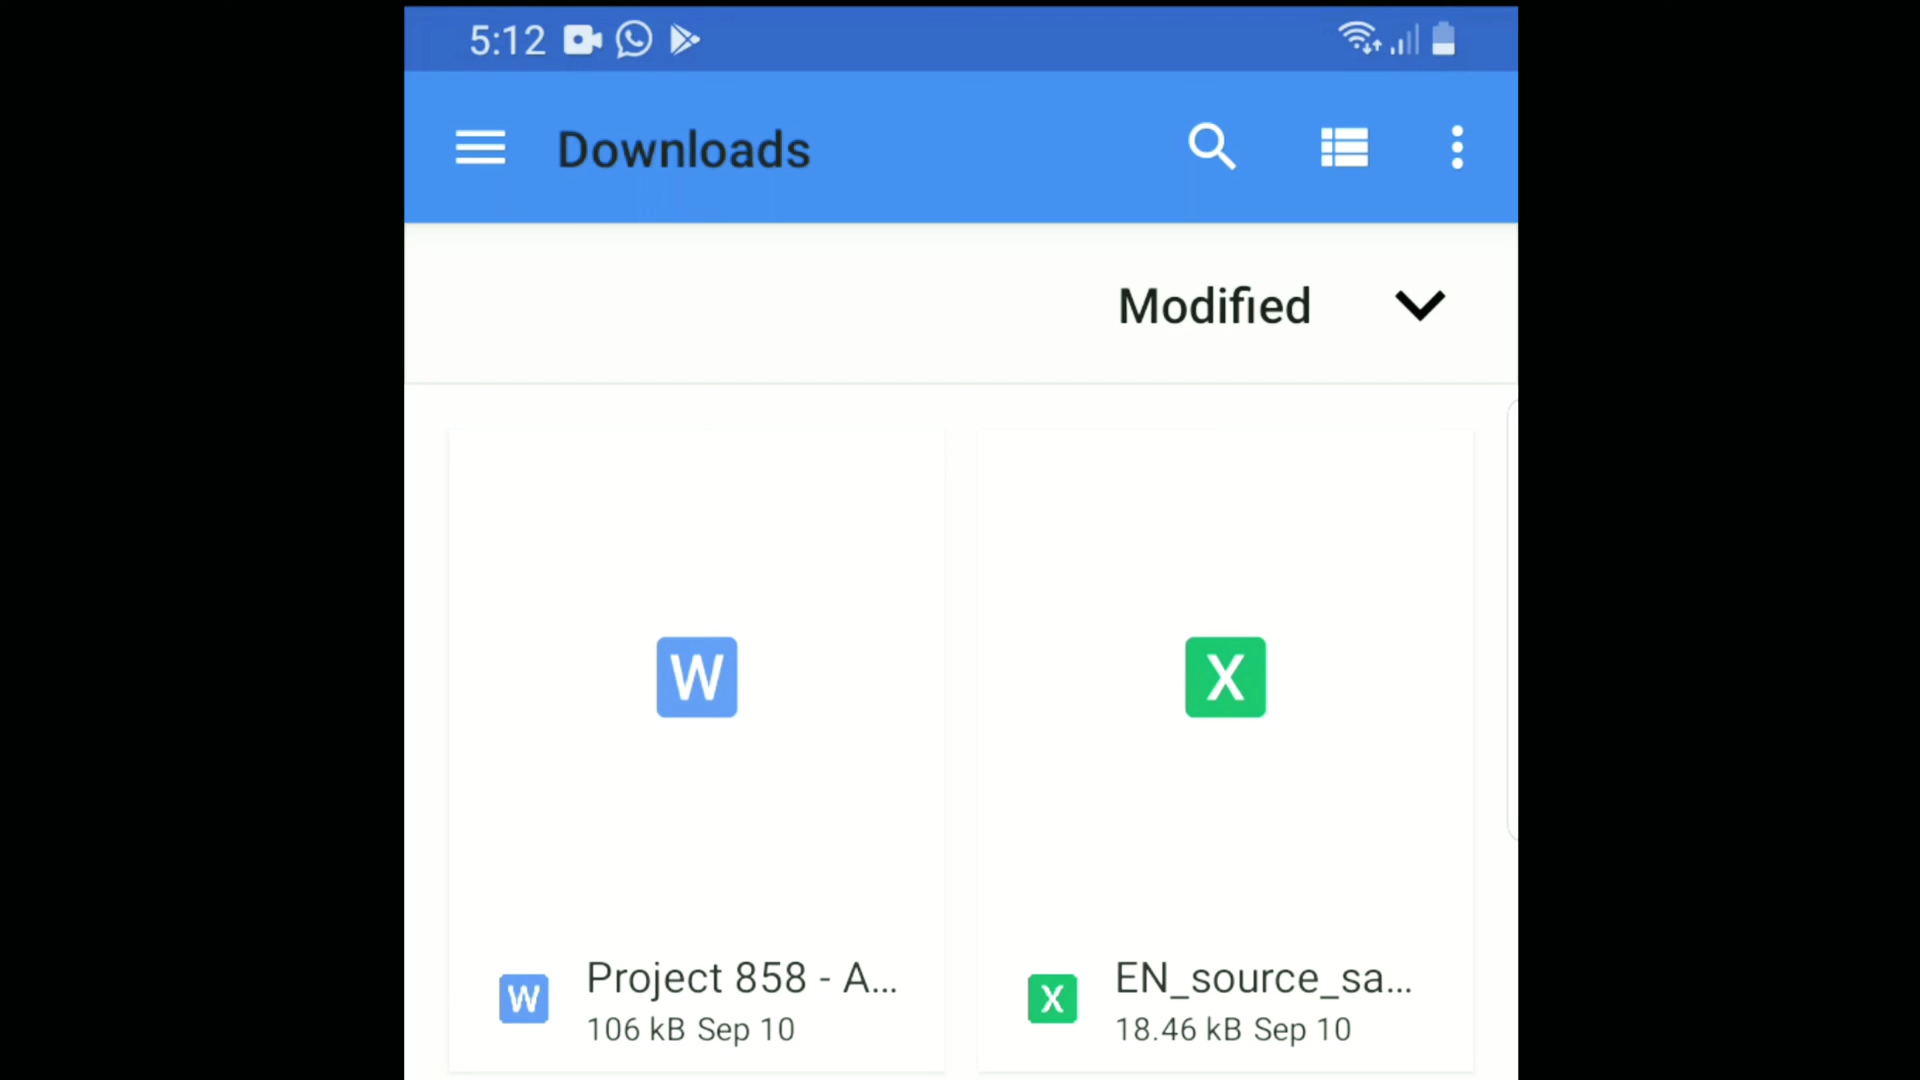 5:12
Downloads
Modified
W
X
W Project 858 - A...
106 kB Sep 10
X EN_source_sa...
18.46 kB Sep 10